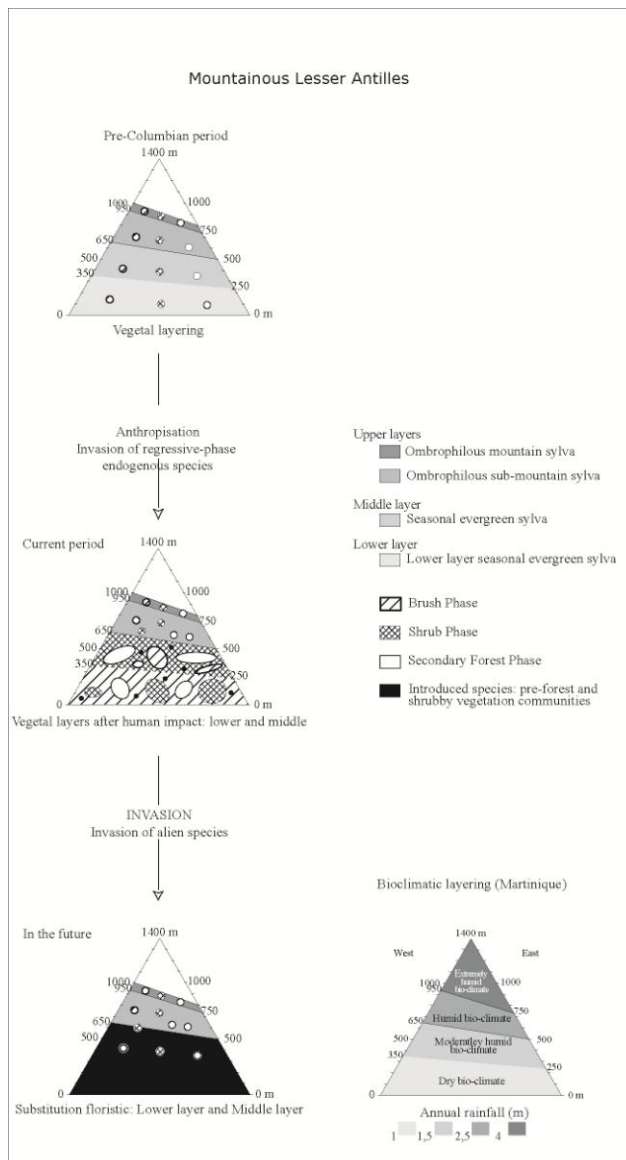 Mountainous Lesser Antilles
Pre-Columbian period
1400 m
1000
950
1000
650
750
500
500
350
250
0
0 m
Vegetal layering
Anthropisation
Invasion of regressive-phase
endogenous species
Upper layers
Ombrophilous mountain sylva
Ombrophilous sub-mountain sylva
Middle layer
Seasonal evergreen sylva
Lower layer
Lower layer seasonal evergreen sylva
Brush Phase
Shrub Phase
Secondary Forest Phase
Introduced species: pre-forest and
shrubby vegetation communities
Current period
1400 m
1000
950
1000
750
650
500
500
350
250
0
0 m
Vegetal layers after human impact: lower and middle
INVASION
Invasion of alien species
In the future
1400 m
1000
950
1000
750
650
500
500
0
0 m
Substitution floristic: Lower layer and Middle layer
Bioclimatic layering (Martinique)
1400 m
West
East
Extremely
humid
bio-climate
1000
950
1000
Humid bio-climate
750
650
Moderatley humid
bio-climate
500
500
350
250
Dry bio-climate
0
0 m
Annual rainfall (m)
1
1,5
2,5
4